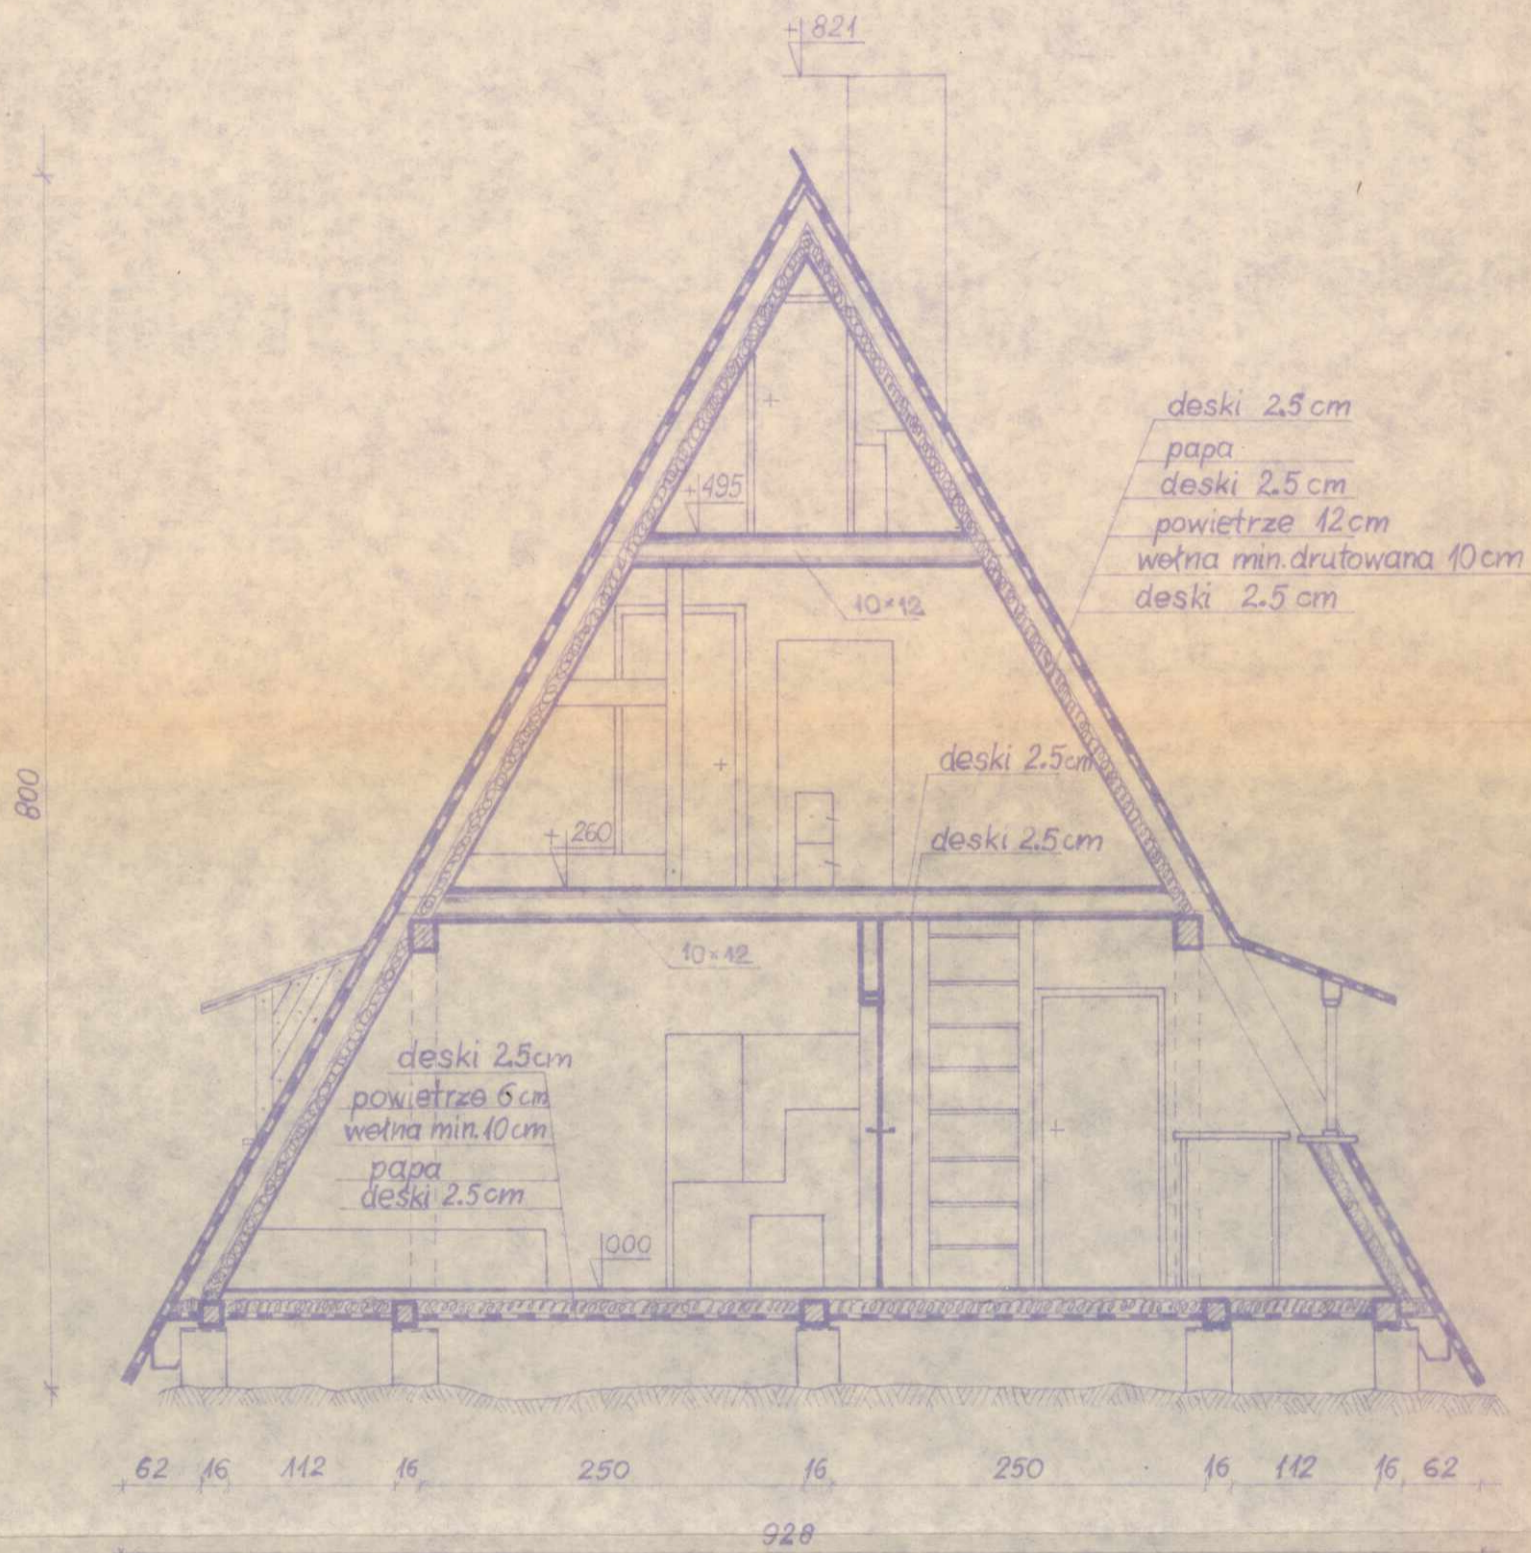 +821
deski 2.5 cm
papa
deski 2.5 cm
powietrze 12cm
wełna min. drutowana 10cm
deski 2.5 cm
+495
10×12
800
deski 2.5cm
deski 2.5cm
+260
10×12
deski 2.5cm
powietrze 6cm
wełna min. 10cm
papa
deski 2.5cm
000
62 16 112 16 250 16 250 16 112 16 62
928